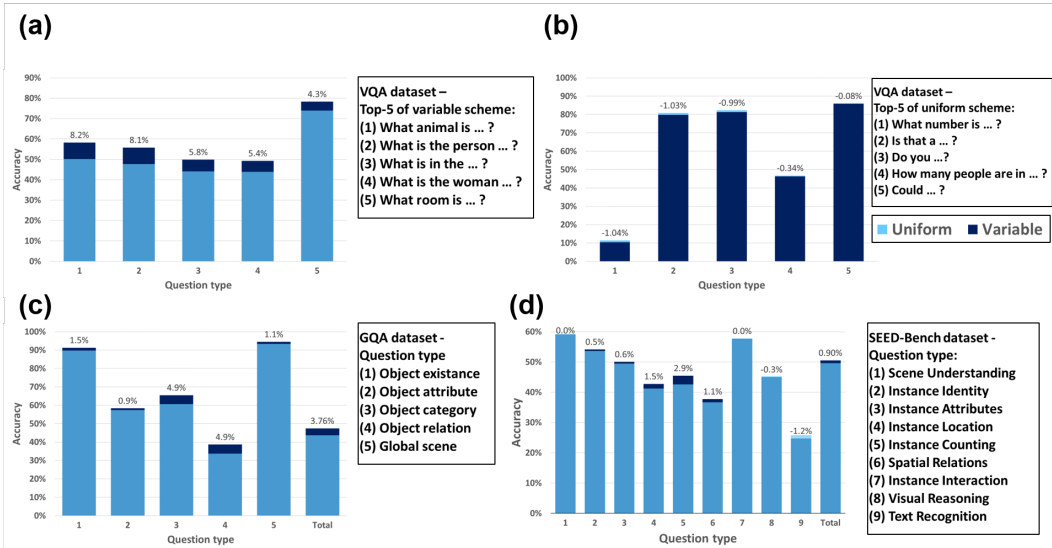 (a)
90%
80%
70%
60%
50%
40%
30%
20%
10%
0%
Accuracy
8.2%
8.1%
5.8%
5.4%
4.3%
1 2 3 4 5
Question type
VQA dataset –
Top-5 of variable scheme:
(1) What animal is ... ?
(2) What is the person ... ?
(3) What is in the ... ?
(4) What is the woman ... ?
(5) What room is ... ?
(b)
100%
90%
80%
70%
60%
50%
40%
30%
20%
10%
0%
Accuracy
-1.04%
-1.03%
-0.99%
-0.34%
-0.08%
1 2 3 4 5
Question type
VQA dataset –
Top-5 of uniform scheme:
(1) What number is ... ?
(2) Is that a ... ?
(3) Do you ...?
(4) How many people are in ... ?
(5) Could ... ?
Uniform Variable
(c)
100%
90%
80%
70%
60%
50%
40%
30%
20%
10%
0%
Accuracy
1.5%
0.9%
4.9%
4.9%
1.1%
3.76%
1 2 3 4 5 Total
Question type
GQA dataset -
Question type
(1) Object existance
(2) Object attribute
(3) Object category
(4) Object relation
(5) Global scene
(d)
60%
50%
40%
30%
20%
10%
0%
Accuracy
0.0%
0.5%
0.6%
1.5%
2.9%
1.1%
0.0%
-0.3%
-1.2%
0.90%
1 2 3 4 5 6 7 8 9 Total
Question type
SEED-Bench dataset -
Question type:
(1) Scene Understanding
(2) Instance Identity
(3) Instance Attributes
(4) Instance Location
(5) Instance Counting
(6) Spatial Relations
(7) Instance Interaction
(8) Visual Reasoning
(9) Text Recognition